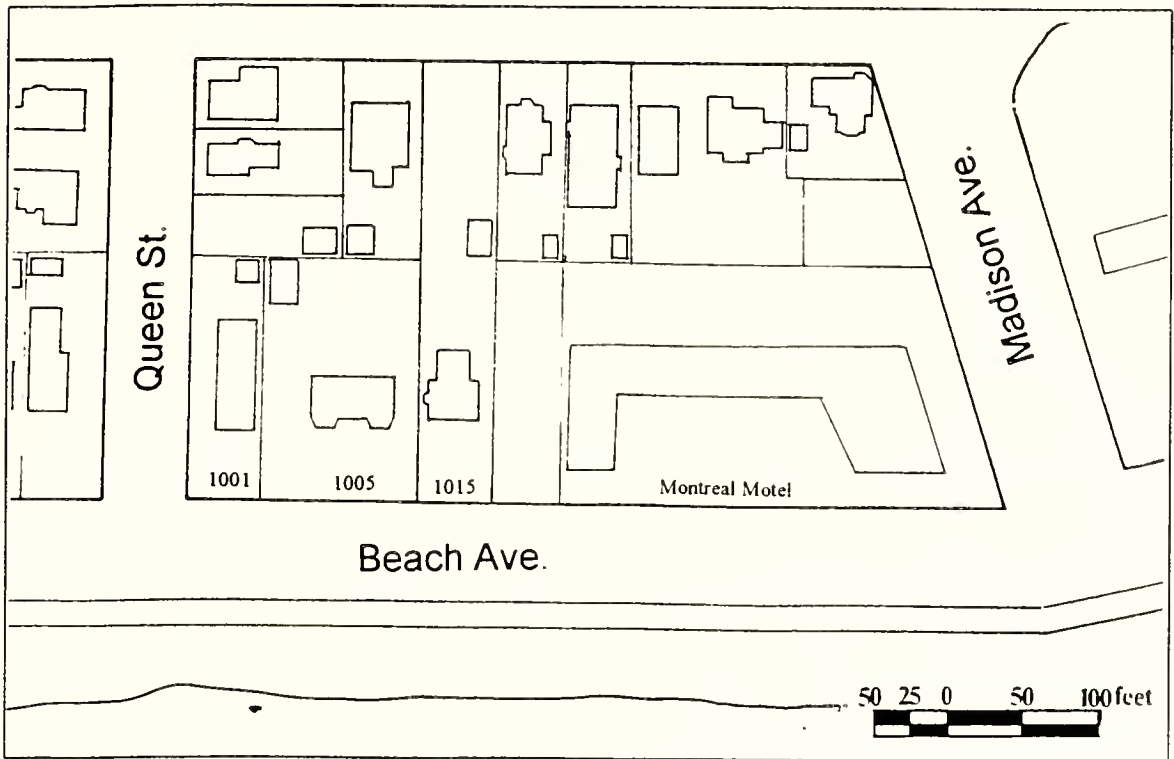 Queen St.
Madison Ave.
1001
1005
1015
Montreal Motel
Beach Ave.
50 25 0 50 100 feet